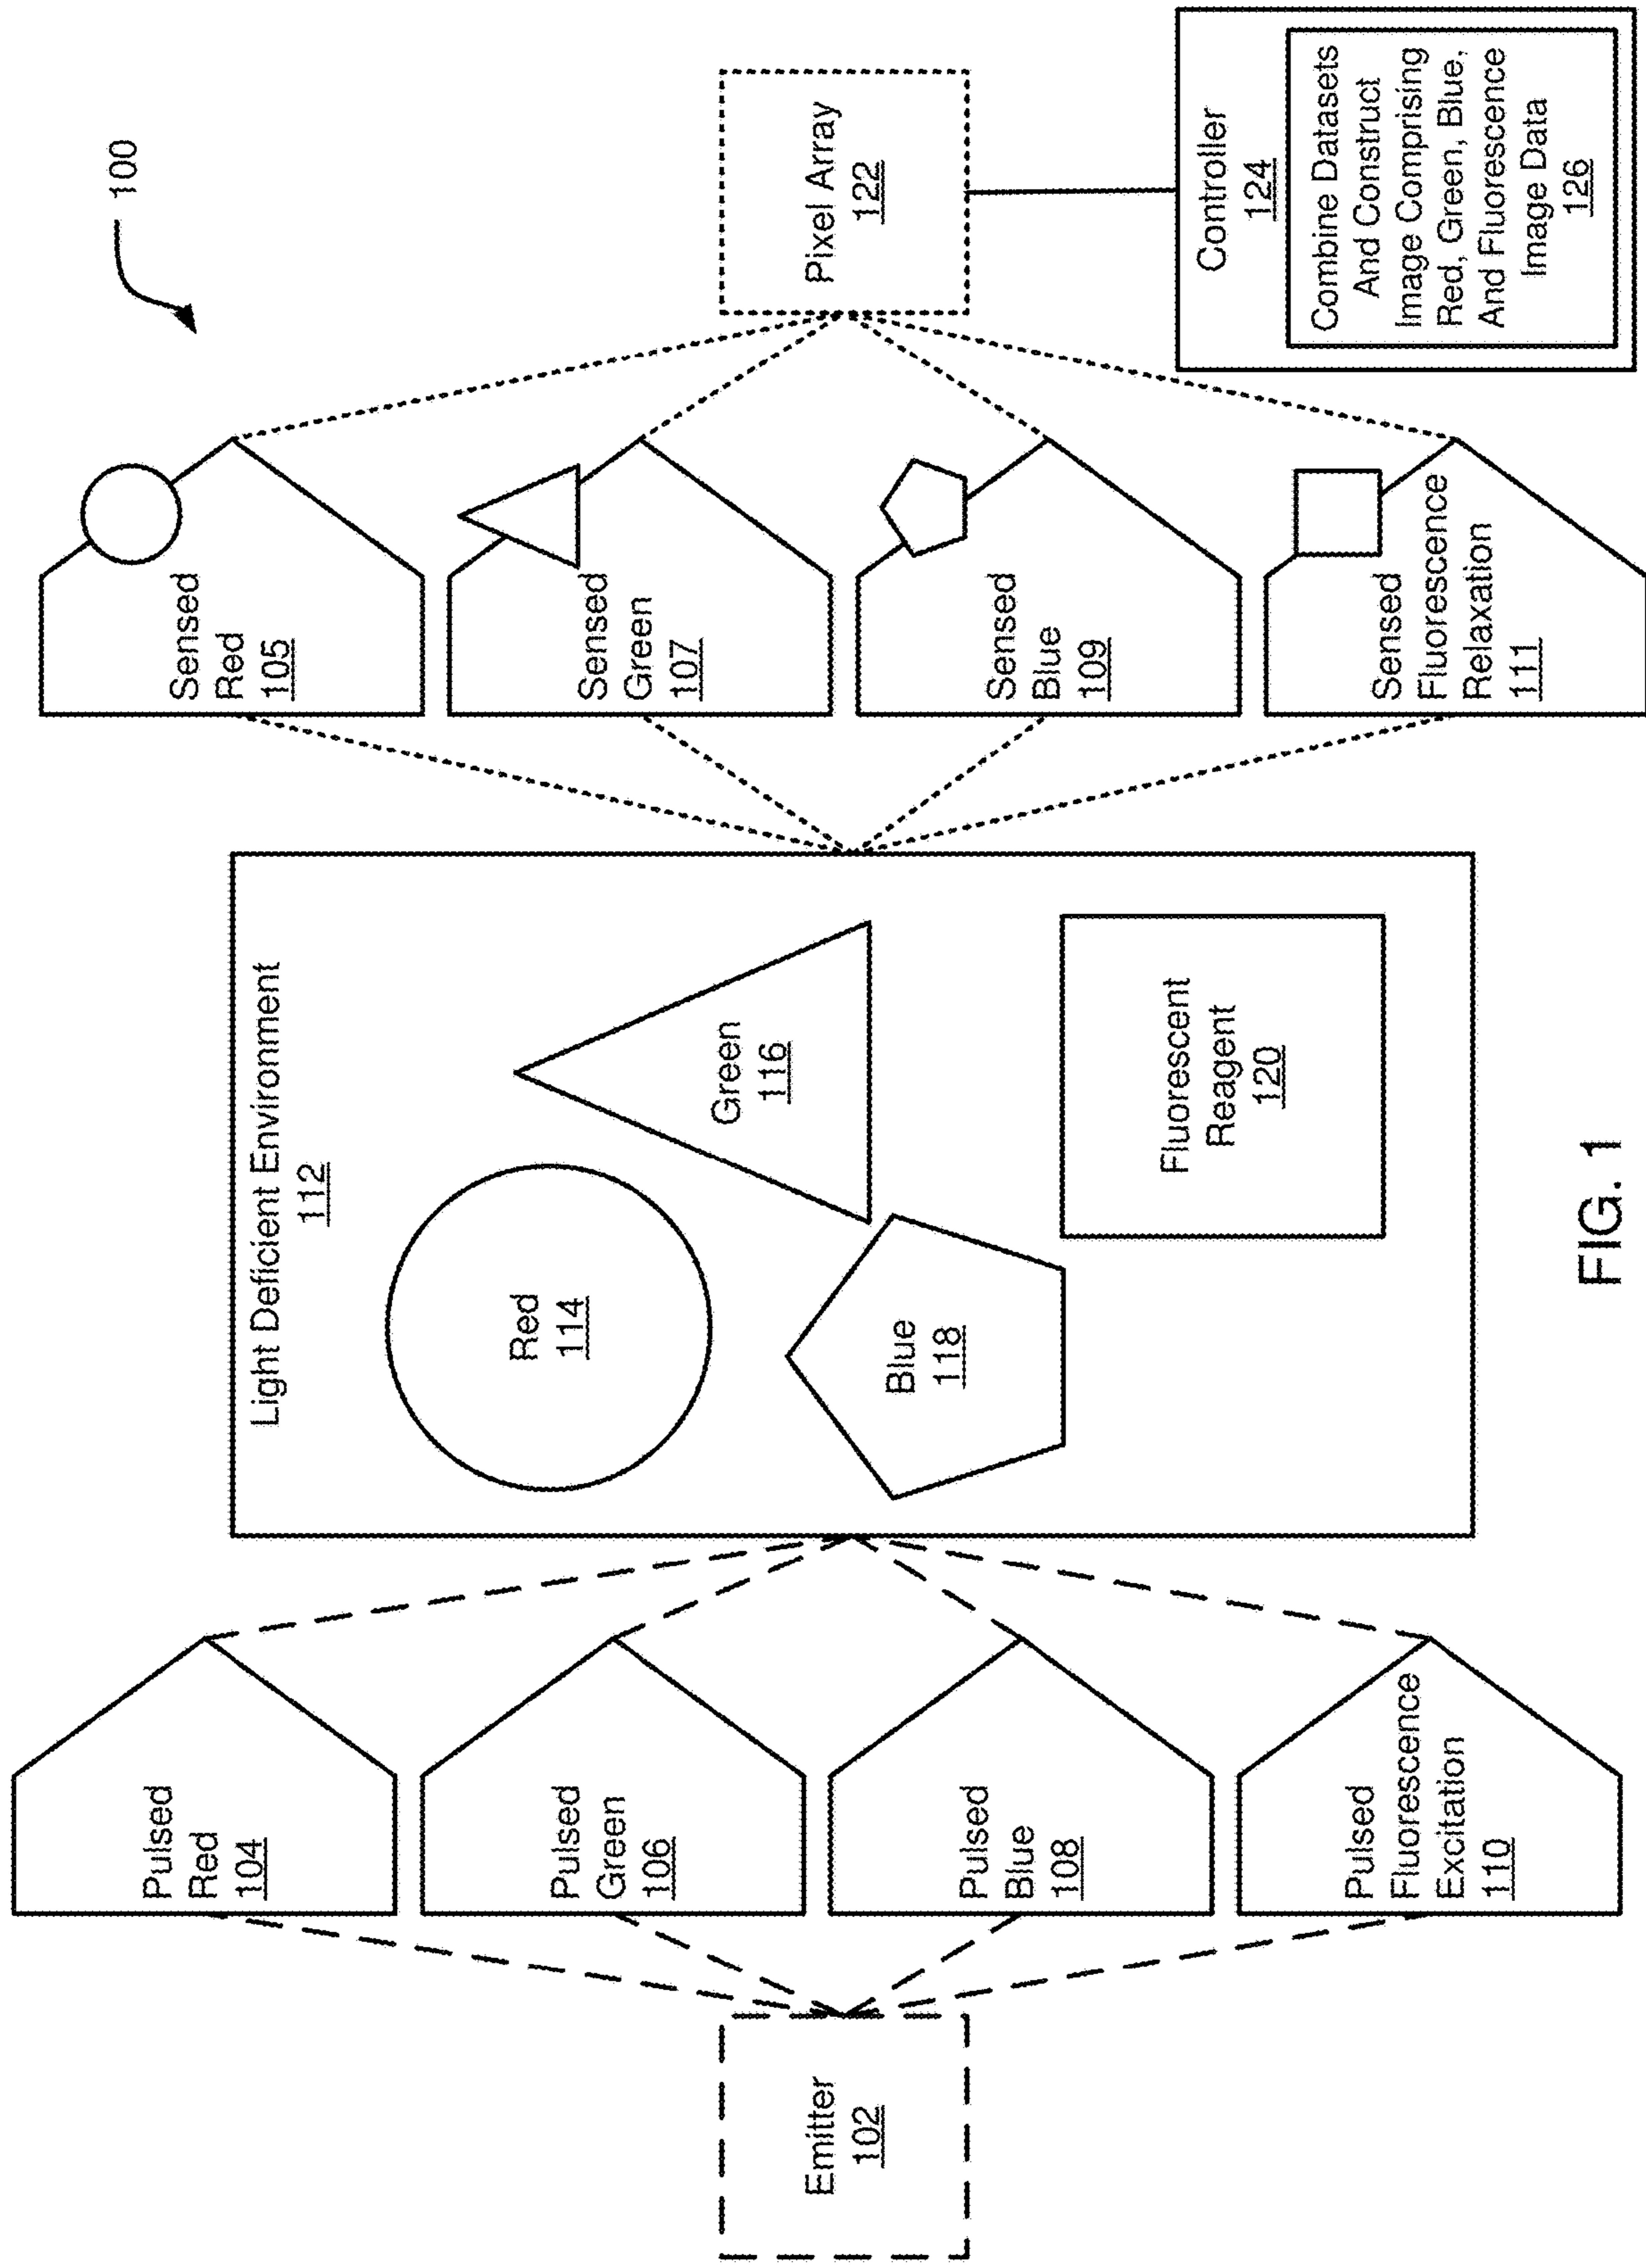 100
Emitter
102
Pulsed
Red
104
Pulsed
Green
106
Pulsed
Blue
108
Pulsed
Fluorescence
Excitation
110
Light Deficient Environment
112
Red
114
Green
116
Blue
118
Fluorescent
Reagent
120
Sensed
Red
105
Sensed
Green
107
Sensed
Blue
109
Sensed
Fluorescence
Relaxation
111
Pixel Array
122
Controller
124
Combine Datasets
And Construct
Image Comprising
Red, Green, Blue,
And Fluorescence
Image Data
126
FIG. 1